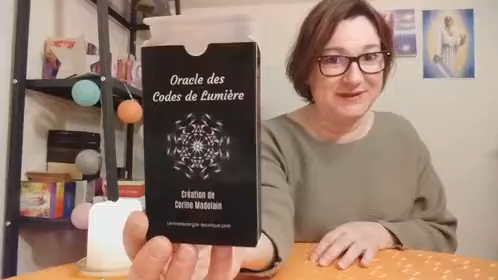 Oracle des
Codes de Lumière
Création de
Corine Madelain